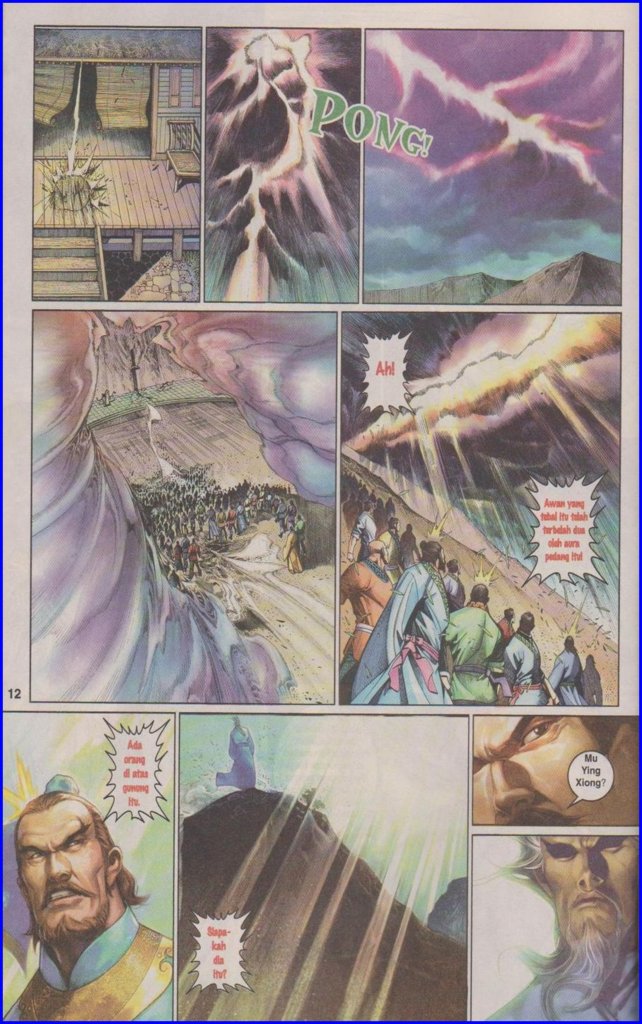 PONG!
Ah!
Awan yang
tebal itu telah
terbelah dua
oleh aura
pedang itu!
12
Ada
orang
di atas
gunung
itu.
Siapa-
kah
dia
itu?
Mu
Ying
Xiong?